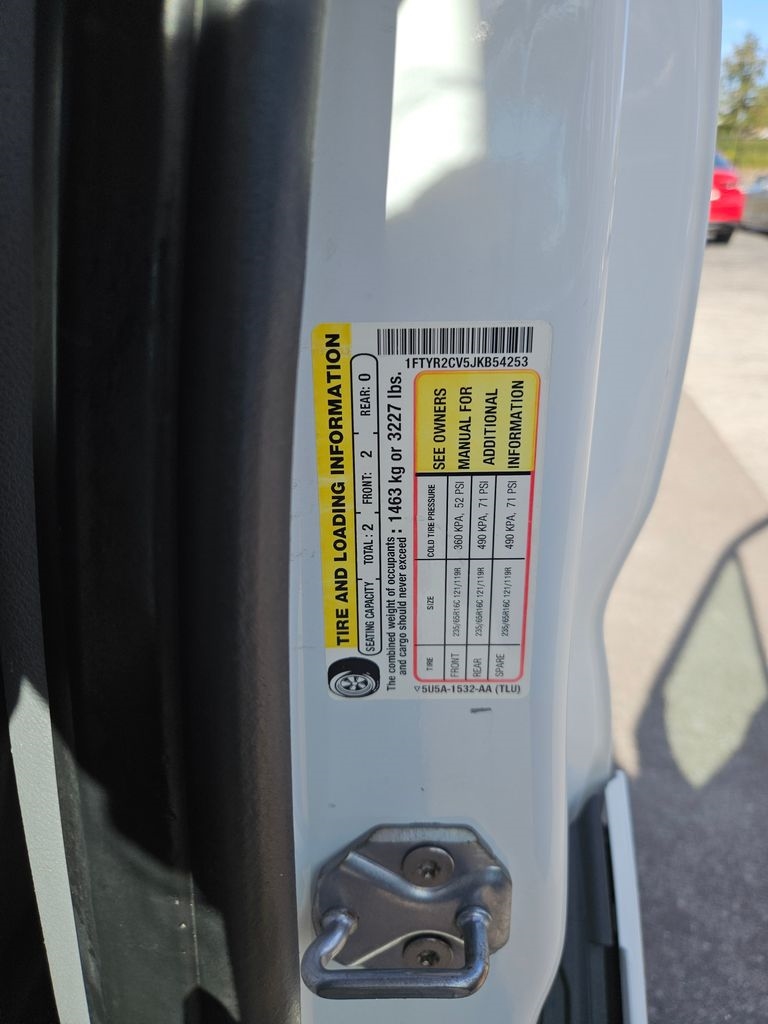 1FTYR2CV5JKB54253
TIRE AND LOADING INFORMATION
SEATING CAPACITY TOTAL: 2 FRONT: 2 REAR: 0
The combined weight of occupants
and cargo should never exceed : 1463 kg or 3227 lbs.
TIRE SIZE COLD TIRE PRESSURE
FRONT 235/65R16C 121/119R 360 KPA, 52 PSI
REAR 235/65R16C 121/119R 490 KPA, 71 PSI
SPARE 235/65R16C 121/119R 490 KPA, 71 PSI
SEE OWNERS
MANUAL FOR
ADDITIONAL
INFORMATION
▽5U5A-1532-AA (TLU)